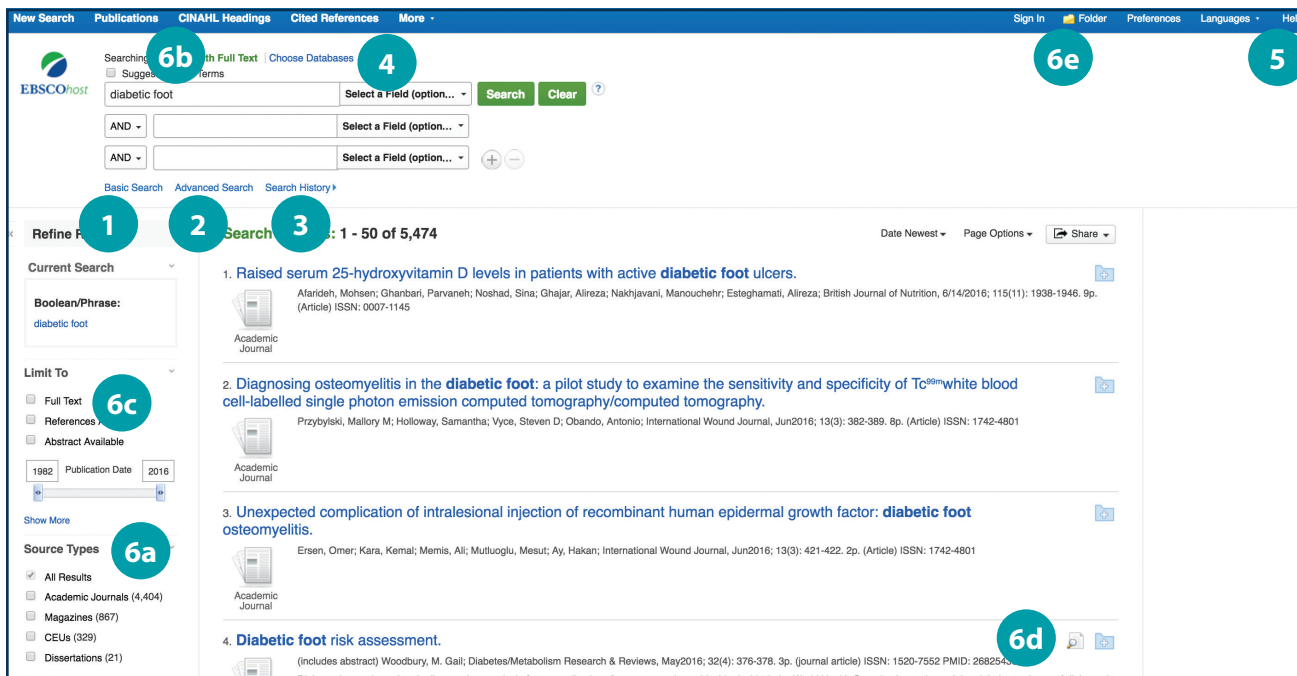 New Search Publications CINAHL Headings Cited References More Sign In Folder Preferences Languages
Searching 6b th Full Text | Choose Databases 4 6e 5
Sugges Terms
EBSCOhost diabetic foot Select a Field (option... Search Clear ?
AND Select a Field (option...
AND Select a Field (option...
Basic Search Advanced Search Search History
1 2 3
Refine Search : 1 - 50 of 5,474 Date Newest Page Options Share
Current Search
Boolean/Phrase:
diabetic foot
Limit To
Full Text 6c
References
Abstract Available
1982 Publication Date 2016
Show More
Source Types 6a
All Results
Academic Journals (4,404)
Magazines (867)
CEUs (329)
Dissertations (21)
1. Raised serum 25-hydroxyvitamin D levels in patients with active diabetic foot ulcers.
Afarideh, Mohsen; Ghanbari, Parvaneh; Noshad, Sina; Ghajar, Alireza; Nakhjavani, Manouchehr; Esteghamati, Alireza; British Journal of Nutrition, 6/14/2016; 115(11): 1938-1946. 9p.
(Article) ISSN: 0007-1145
Academic
Journal
2. Diagnosing osteomyelitis in the diabetic foot: a pilot study to examine the sensitivity and specificity of Tc99mwhite blood
cell-labelled single photon emission computed tomography/computed tomography.
Przybylski, Mallory M; Holloway, Samantha; Vyce, Steven D; Obando, Antonio; International Wound Journal, Jun2016; 13(3): 382-389. 8p. (Article) ISSN: 1742-4801
Academic
Journal
3. Unexpected complication of intralesional injection of recombinant human epidermal growth factor: diabetic foot
osteomyelitis.
Ersen, Omer; Kara, Kemal; Memis, Ali; Mutluoglu, Mesut; Ay, Hakan; International Wound Journal, Jun2016; 13(3): 421-422. 2p. (Article) ISSN: 1742-4801
Academic
Journal
4. Diabetic foot risk assessment. 6d
(includes abstract) Woodbury, M. Gail; Diabetes/Metabolism Research & Reviews, May2016; 32(4): 376-378. 3p. (journal article) ISSN: 1520-7552 PMID: